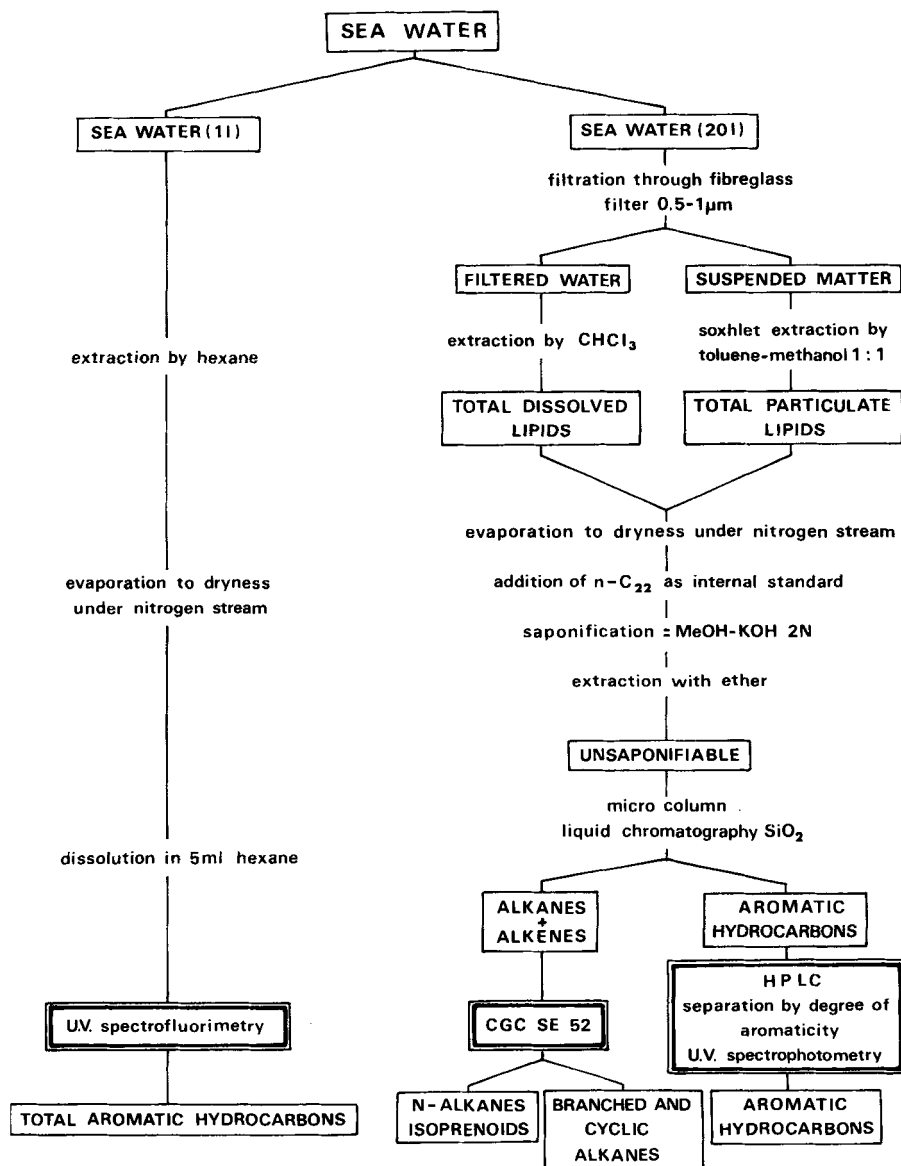 SEA WATER
SEA WATER (1l)
SEA WATER (20l)
filtration through fibreglass
filter 0.5-1µm
FILTERED WATER
SUSPENDED MATTER
extraction by hexane
extraction by CHCl₃
soxhlet extraction by
toluene-methanol 1 : 1
TOTAL DISSOLVED
LIPIDS
TOTAL PARTICULATE
LIPIDS
evaporation to dryness under nitrogen stream
evaporation to dryness
under nitrogen stream
addition of n-C₂₂ as internal standard
saponification = MeOH-KOH 2N
extraction with ether
UNSAPONIFIABLE
micro column
liquid chromatography SiO₂
dissolution in 5ml hexane
ALKANES
+
ALKENES
AROMATIC
HYDROCARBONS
U.V. spectrofluorimetry
CGC SE 52
HPLC
separation by degree of
aromaticity
U.V. spectrophotometry
TOTAL AROMATIC HYDROCARBONS
N-ALKANES
ISOPRENOIDS
BRANCHED AND
CYCLIC
ALKANES
AROMATIC
HYDROCARBONS